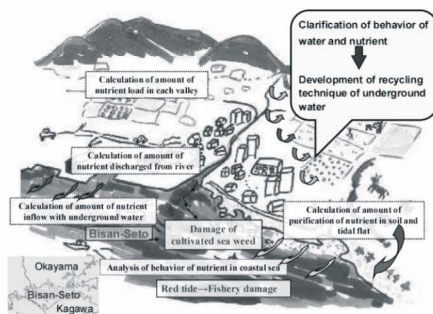 Clarification of behavior of
water and nutrient
Development of recycling
technique of underground
water
Calculation of amount of
nutrient load in each valley
Calculation of amount of
nutrient discharged from river
Calculation of amount of nutrient
inflow with underground water
Damage of
cultivated sea weed
Calculation of amount of
purification of nutrient in soil and
tidal flat
Bisan-Seto
Analysis of behavior of nutrient in coastal sea
Red tide→Fishery damage
Okayama
Bisan-Seto
Kagawa